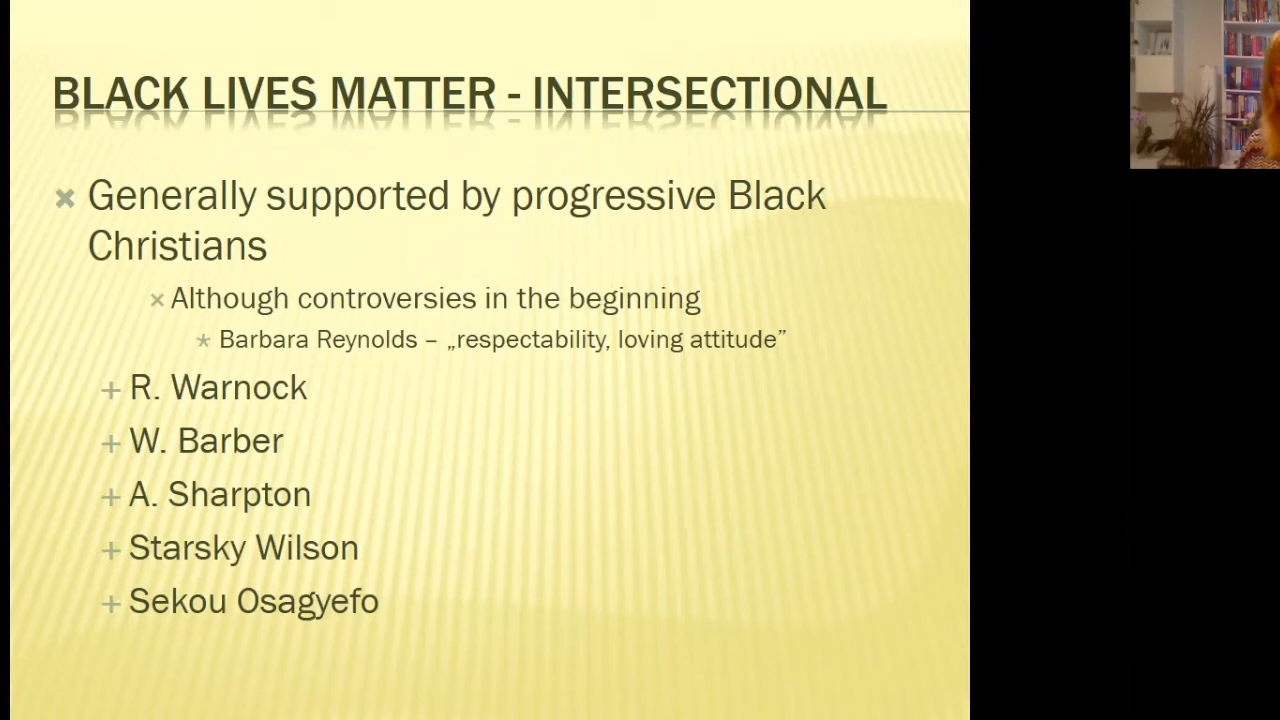 BLACK LIVES MATTER - INTERSECTIONAL
Generally supported by progressive Black
Christians
Although controversies in the beginning
Barbara Reynolds – „respectability, loving attitude”
R. Warnock
W. Barber
A. Sharpton
Starsky Wilson
Sekou Osagyefo